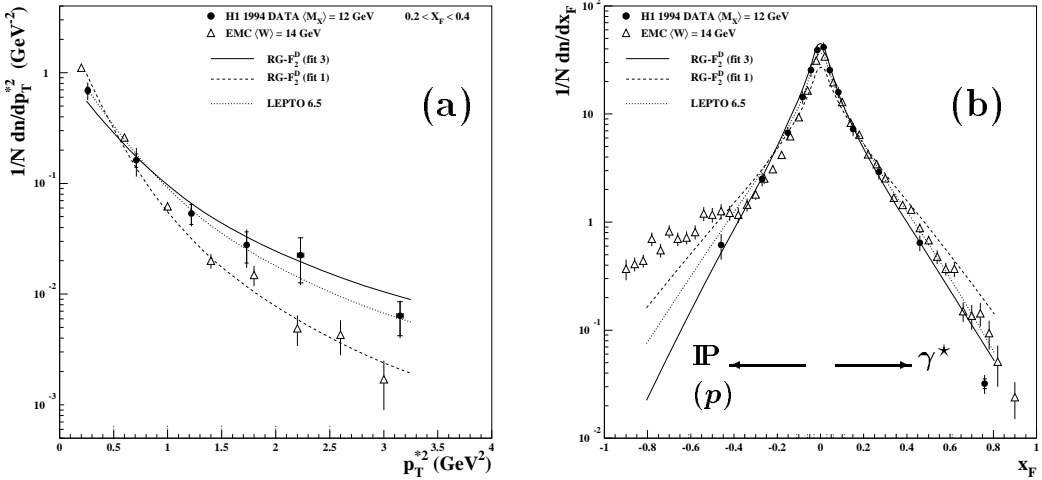 H1 1994 DATA ⟨M_X⟩ = 12 GeV 0.2 < X_F < 0.4
EMC ⟨W⟩ = 14 GeV
RG-F_2^D (fit 3)
RG-F_2^D (fit 1)
LEPTO 6.5
(a)
1/N dn/dp_T^{*2} (GeV^{-2})
1
10^{-1}
10^{-2}
10^{-3}
0 0.5 1 1.5 2 2.5 3 3.5 4
p_T^{*2} (GeV^2)
H1 1994 DATA ⟨M_X⟩ = 12 GeV
EMC ⟨W⟩ = 14 GeV
RG-F_2^D (fit 3)
RG-F_2^D (fit 1)
LEPTO 6.5
(b)
1/N dn/dx_F
10^2
10
1
10^{-1}
10^{-2}
ℙ γ*
(p)
-1 -0.8 -0.6 -0.4 -0.2 0 0.2 0.4 0.6 0.8 1
x_F